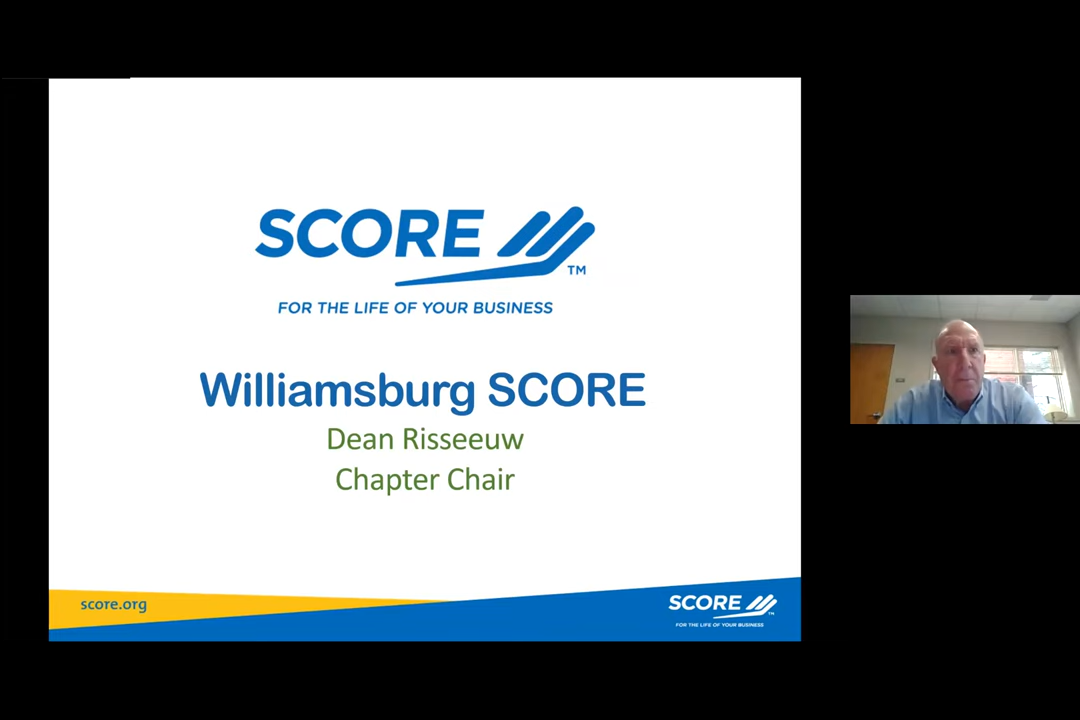 SCORE
TM
FOR THE LIFE OF YOUR BUSINESS
Williamsburg SCORE
Dean Risseeuw
Chapter Chair
score.org
SCORE
TM
FOR THE LIFE OF YOUR BUSINESS